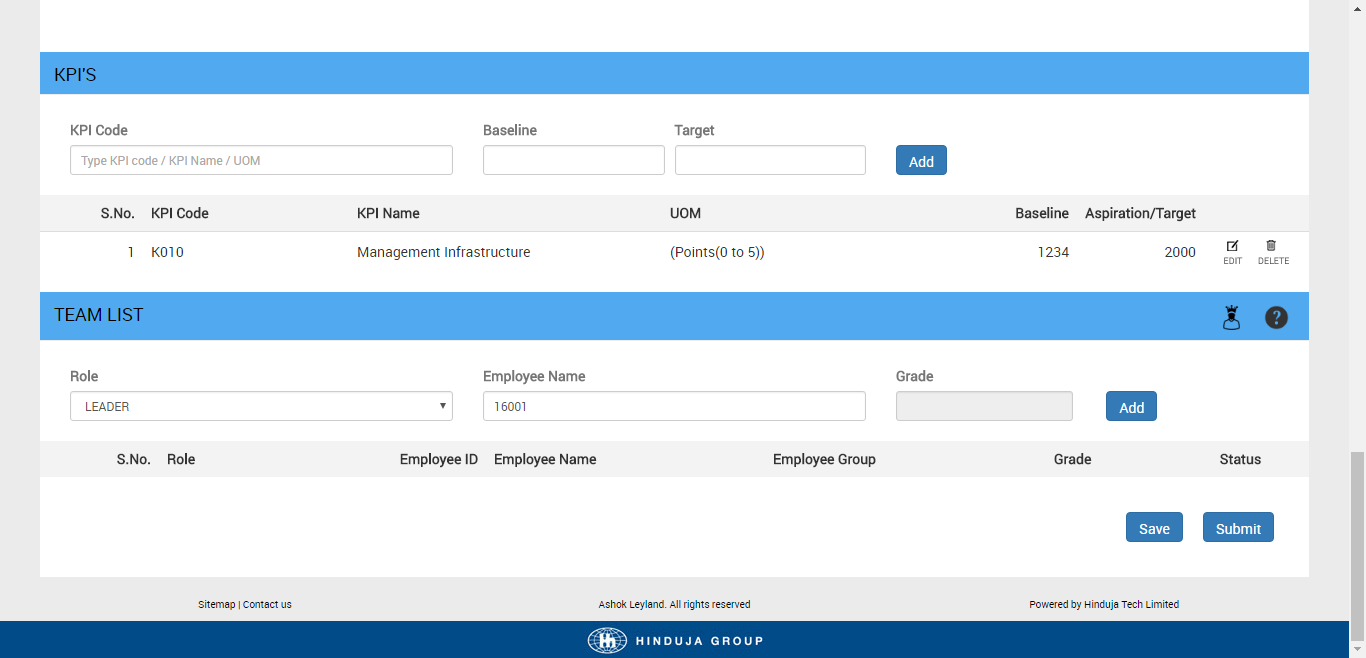 KPI'S
KPI Code Baseline Target
Type KPI code / KPI Name / UOM Add
S.No. KPI Code KPI Name UOM Baseline Aspiration/Target
1 K010 Management Infrastructure (Points(0 to 5)) 1234 2000 EDIT DELETE
TEAM LIST ?
Role Employee Name Grade
LEADER 16001 Add
S.No. Role Employee ID Employee Name Employee Group Grade Status
Save Submit
Sitemap | Contact us Ashok Leyland. All rights reserved Powered by Hinduja Tech Limited
HINDUJA GROUP